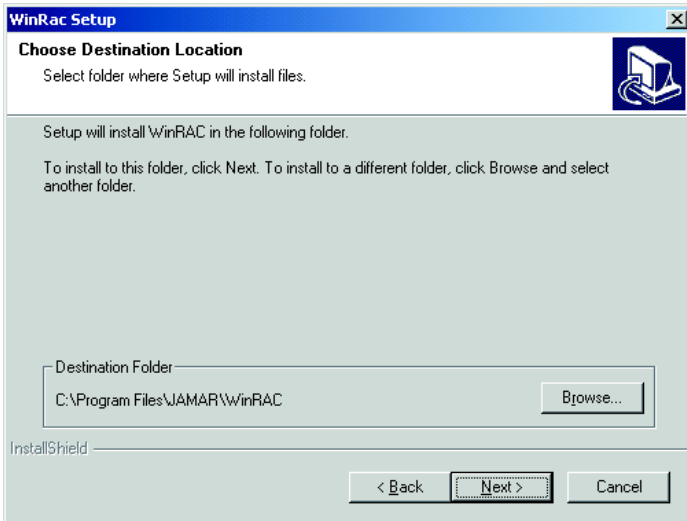 WinRac Setup
Choose Destination Location
Select folder where Setup will install files.
Setup will install WinRAC in the following folder.
To install to this folder, click Next. To install to a different folder, click Browse and select
another folder.
Destination Folder
C:\Program Files\JAMAR\WinRAC
Browse...
InstallShield
< Back
Next >
Cancel